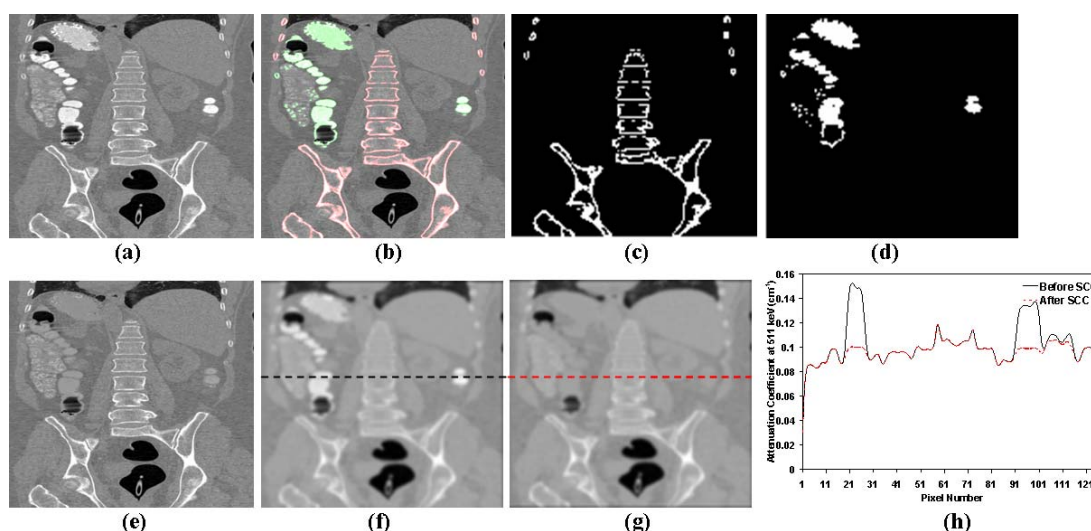 (a)
(b)
(c)
(d)
(e)
(f)
(g)
(h)
Attenuation Coefficient at 511 keV (cm-1)
0.16
0.14
0.12
0.1
0.08
0.06
0.04
0.02
0
Before SCC
After SCC
1 11 21 31 41 51 61 71 81 91 101 111 121
Pixel Number